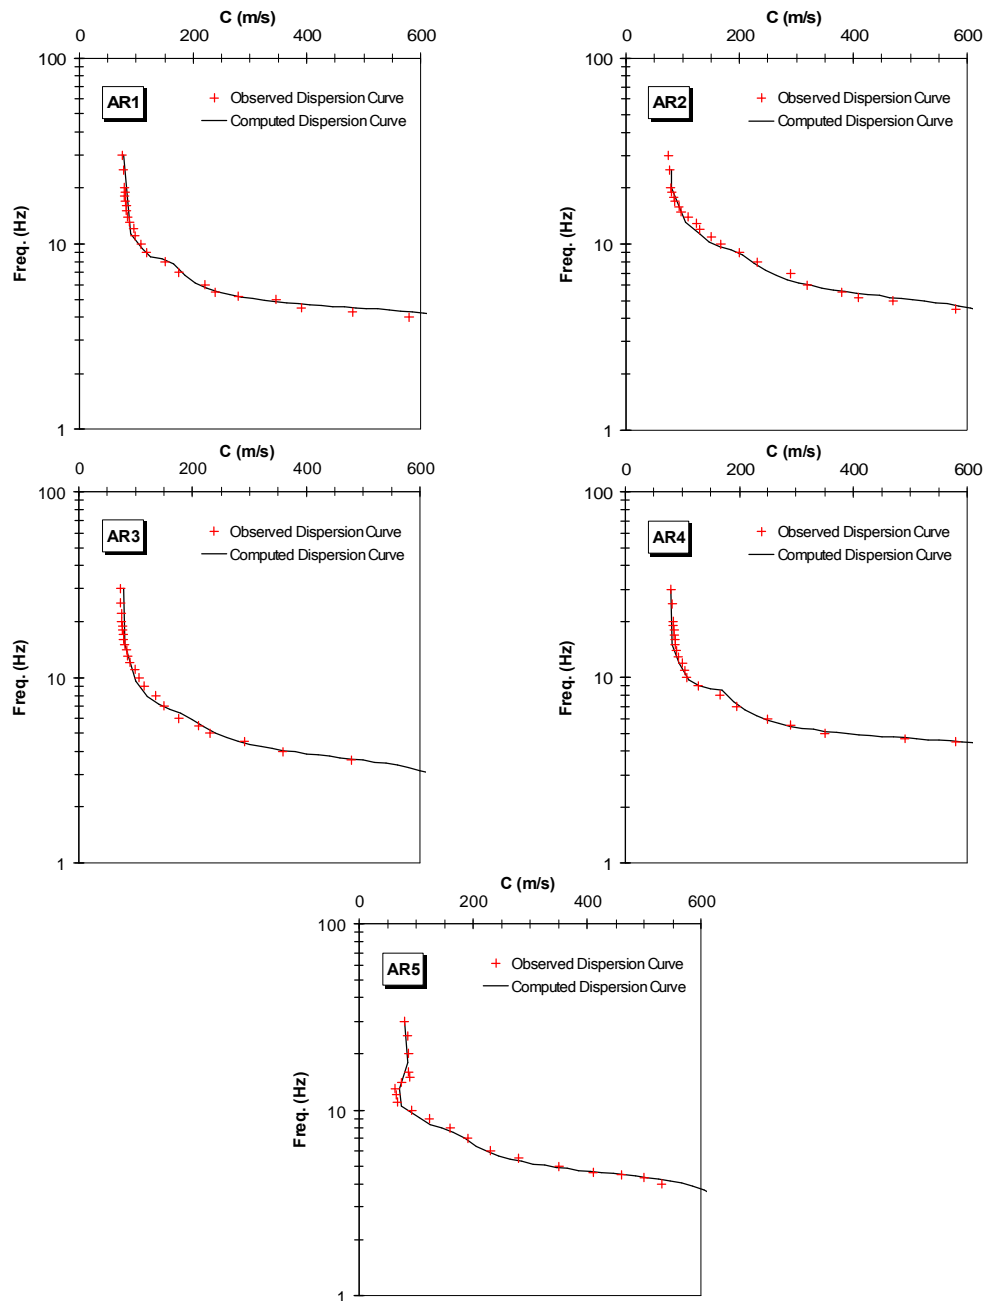 C (m/s)
0 200 400 600
100
AR1
Observed Dispersion Curve
Computed Dispersion Curve
Freq. (Hz)
10
1
C (m/s)
0 200 400 600
100
AR2
Observed Dispersion Curve
Computed Dispersion Curve
Freq. (Hz)
10
1
C (m/s)
0 200 400 600
100
AR3
Observed Dispersion Curve
Computed Dispersion Curve
Freq. (Hz)
10
1
C (m/s)
0 200 400 600
100
AR4
Observed Dispersion Curve
Computed Dispersion Curve
Freq. (Hz)
10
1
C (m/s)
0 200 400 600
100
AR5
Observed Dispersion Curve
Computed Dispersion Curve
Freq. (Hz)
10
1